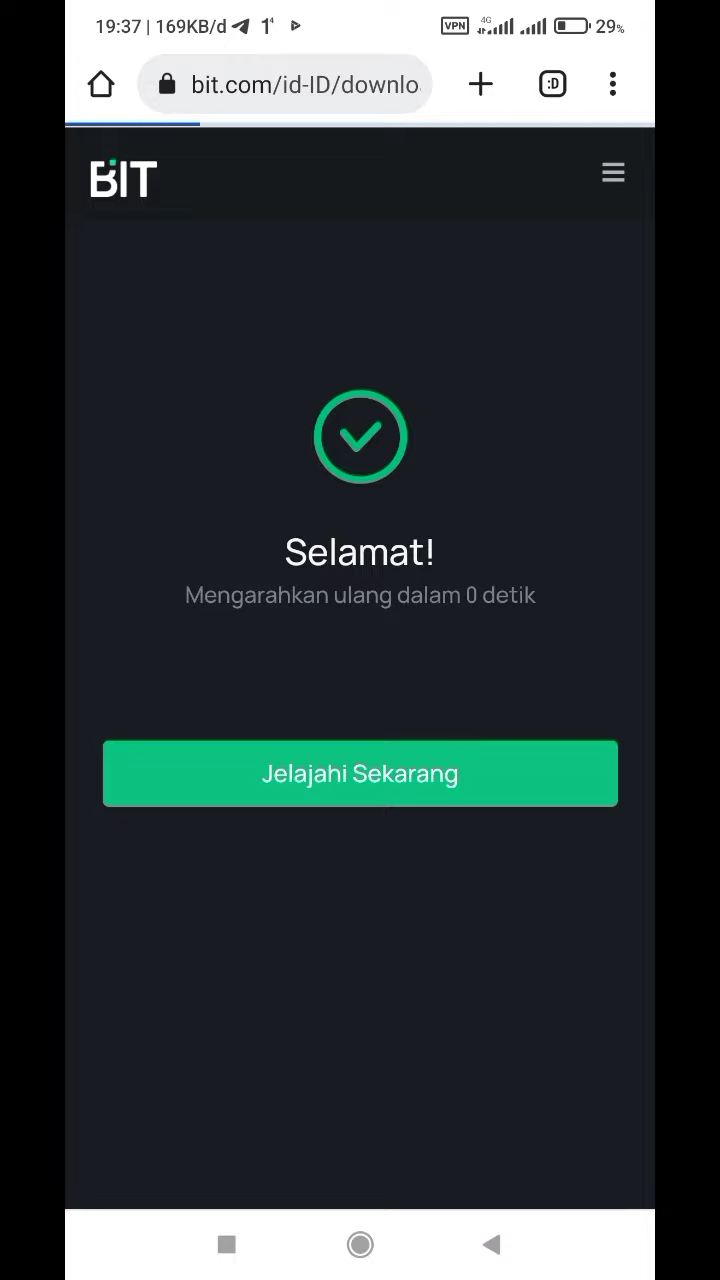 19:37 | 169KB/d
VPN 4G 29%
bit.com/id-ID/downlo
:D
BIT
Selamat!
Mengarahkan ulang dalam 0 detik
Jelajahi Sekarang